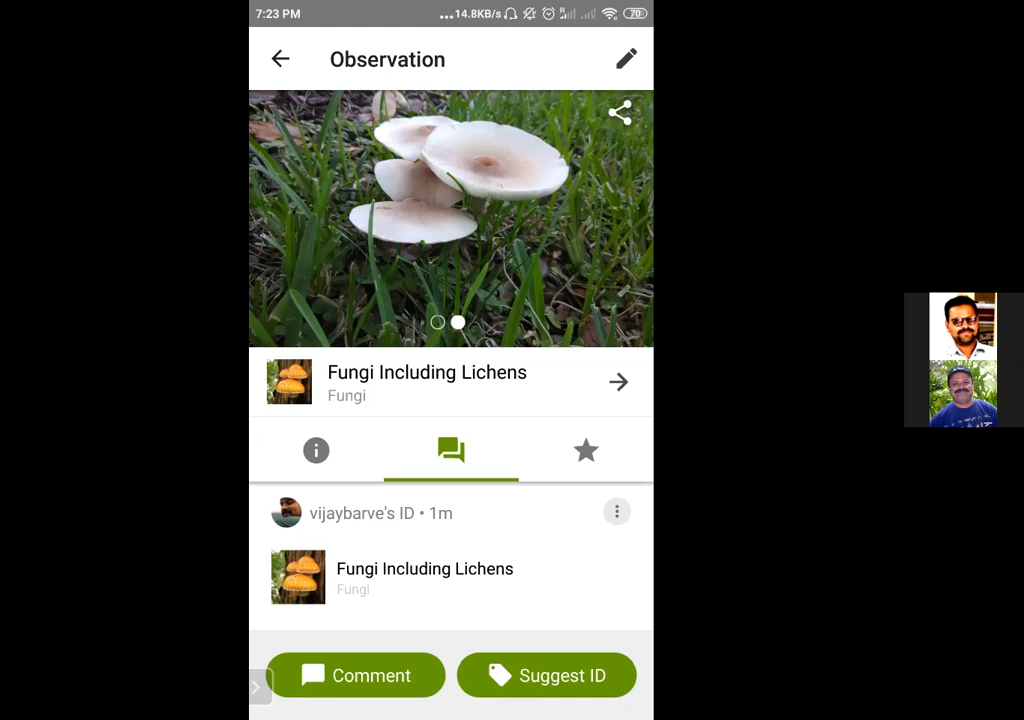 7:23 PM ...14.8KB/s R 70
Observation
Fungi Including Lichens
Fungi
vijaybarve's ID • 1m
Fungi Including Lichens
Fungi
Comment Suggest ID